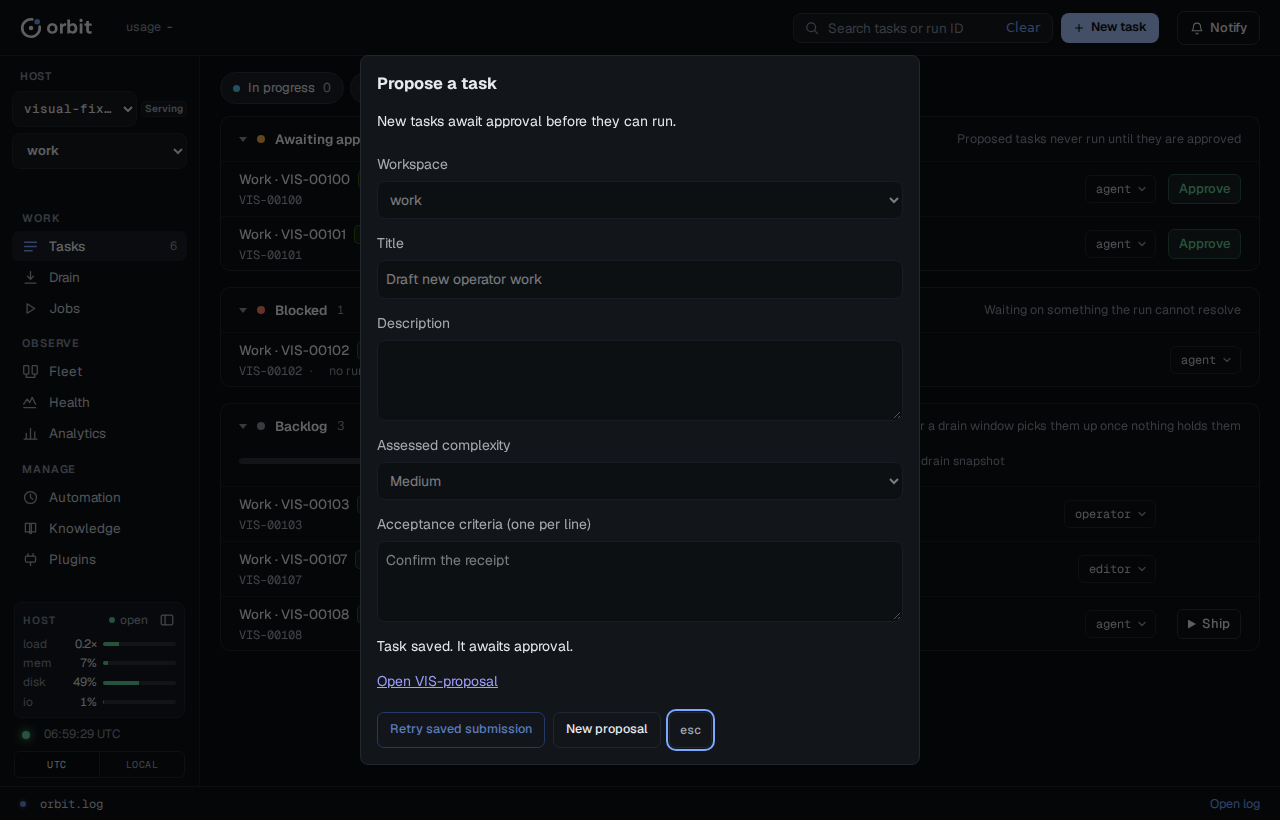 orbit
usage -
Search tasks or run ID
Clear
+ New task
Notify
HOST
visual-fix…
Serving
work
WORK
Tasks 6
Drain
Jobs
OBSERVE
Fleet
Health
Analytics
MANAGE
Automation
Knowledge
Plugins
HOST
open
load 0.2×
mem 7%
disk 49%
io 1%
06:59:29 UTC
UTC
LOCAL
In progress 0
Awaiting app
Proposed tasks never run until they are approved
Work · VIS-00100
VIS-00100
agent
Approve
Work · VIS-00101
VIS-00101
agent
Approve
Blocked 1
Waiting on something the run cannot resolve
Work · VIS-00102
VIS-00102 · no ru
agent
Backlog 3
r a drain window picks them up once nothing holds them
drain snapshot
Work · VIS-00103
VIS-00103
operator
Work · VIS-00107
VIS-00107
editor
Work · VIS-00108
VIS-00108
agent
Ship
Propose a task
New tasks await approval before they can run.
Workspace
work
Title
Draft new operator work
Description
Assessed complexity
Medium
Acceptance criteria (one per line)
Confirm the receipt
Task saved. It awaits approval.
Open VIS-proposal
Retry saved submission
New proposal
esc
orbit.log
Open log